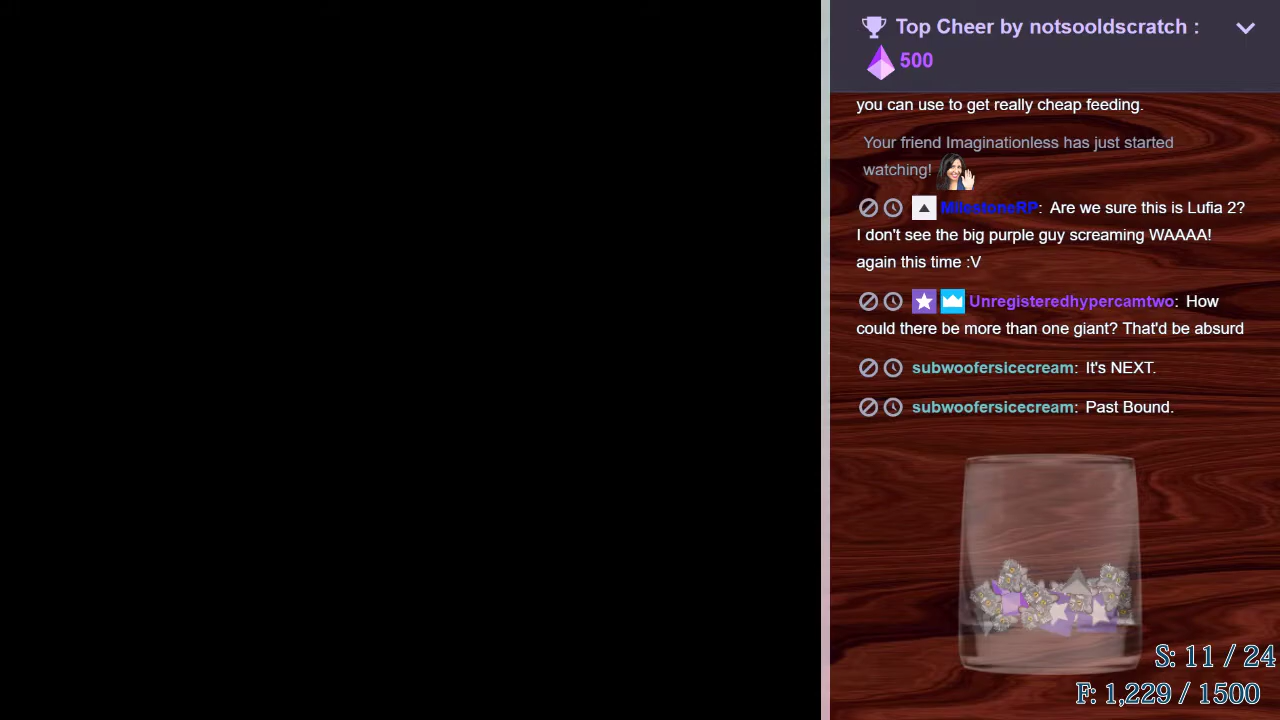 Top Cheer by notsooldscratch :
500
you can use to get really cheap feeding.
Your friend Imaginationless has just started
watching!
MilestoneRP: Are we sure this is Lufia 2?
I don't see the big purple guy screaming WAAAA!
again this time :V
Unregisteredhypercamtwo: How
could there be more than one giant? That'd be absurd
subwoofersicecream: It's NEXT.
subwoofersicecream: Past Bound.
S: 11 / 24
F: 1,229 / 1500